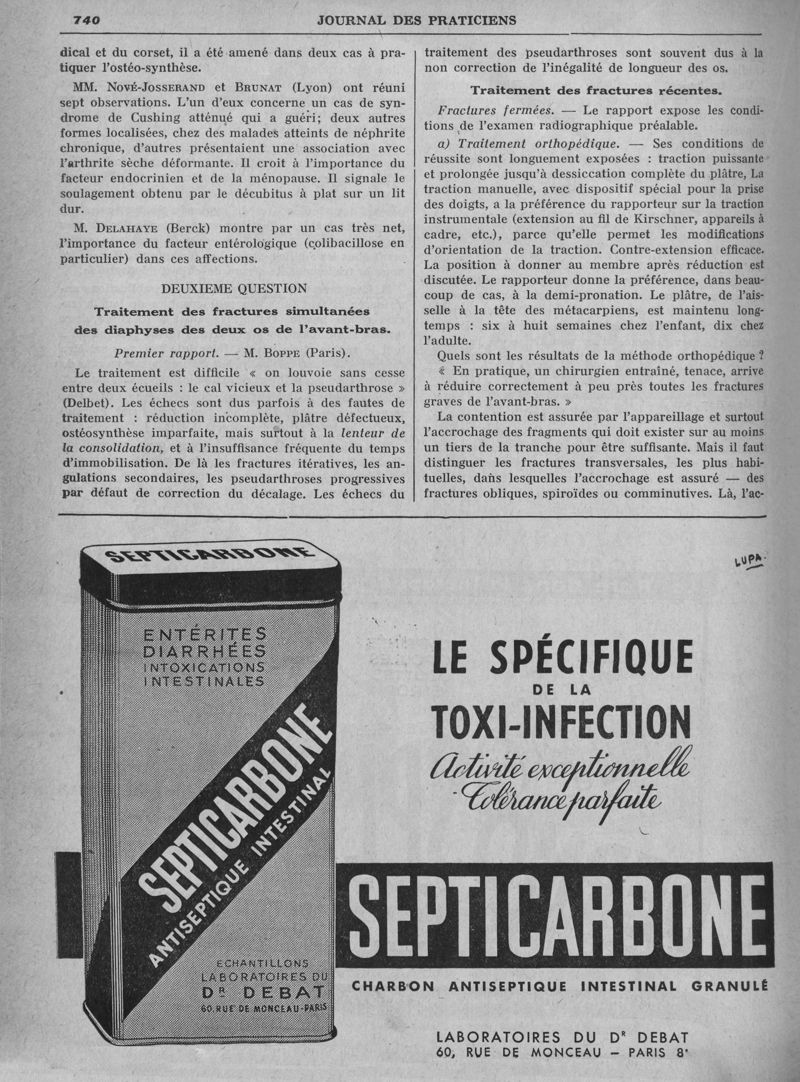 740
JOURNAL DES PRATICIENS
dical et du corset, il a été amené dans deux cas à pra-
tiquer l'ostéo-synthèse.
MM. NOVÉ-JOSSERAND et BRUNAT (Lyon) ont réuni
sept observations. L'un d'eux concerne un cas de syn-
drome de Cushing atténué qui a guéri; deux autres
formes localisées, chez des malades atteints de néphrite
chronique, d'autres présentaient une association avec
l'arthrite sèche déformante. Il croit à l'importance du
facteur endocrinien et de la ménopause. Il signale le
soulagement obtenu par le décubitus à plat sur un lit
dur.
M. DELAHAYE (Berck) montre par un cas très net,
l'importance du facteur entérologique (colibacillose en
particulier) dans ces affections.
DEUXIEME QUESTION
Traitement des fractures simultanées
des diaphyses des deux os de l'avant-bras.
Premier rapport. — M. BOPPE (Paris).
Le traitement est difficile « on louvoie sans cesse
entre deux écueils : le cal vicieux et la pseudarthrose »
(Delbet). Les échecs sont dus parfois à des fautes de
traitement : réduction incomplète, plâtre défectueux,
ostéosynthèse imparfaite, mais surtout à la lenteur de
la consolidation, et à l'insuffisance fréquente du temps
d'immobilisation. De là les fractures itératives, les an-
gulations secondaires, les pseudarthroses progressives
par défaut de correction du décalage. Les échecs du
traitement des pseudarthroses sont souvent dus à la
non correction de l'inégalité de longueur des os.
Traitement des fractures récentes.
Fractures fermées. — Le rapport expose les condi-
tions de l'examen radiographique préalable.
a) Traitement orthopédique. — Ses conditions de
réussite sont longuement exposées : traction puissante
et prolongée jusqu'à dessiccation complète du plâtre, La
traction manuelle, avec dispositif spécial pour la prise
des doigts, a la préférence du rapporteur sur la traction
instrumentale (extension au fil de Kirschner, appareils à
cadre, etc.), parce qu'elle permet les modifications
d'orientation de la traction. Contre-extension efficace.
La position à donner au membre après réduction est
discutée. Le rapporteur donne la préférence, dans beau-
coup de cas, à la demi-pronation. Le plâtre, de l'ais-
selle à la tête des métacarpiens, est maintenu long-
temps : six à huit semaines chez l'enfant, dix chez
l'adulte.
Quels sont les résultats de la méthode orthopédique ?
« En pratique, un chirurgien entraîné, tenace, arrive
à réduire correctement à peu près toutes les fractures
graves de l'avant-bras. »
La contention est assurée par l'appareillage et surtout
l'accrochage des fragments qui doit exister sur au moins
un tiers de la tranche pour être suffisante. Mais il faut
distinguer les fractures transversales, les plus habi-
tuelles, dans lesquelles l'accrochage est assuré — des
fractures obliques, spiroïdes ou comminutives. Là, l'ac-
SEPTICARBONE
ENTÉRITES
DIARRHÉES
INTOXICATIONS
INTESTINALES
SEPTICARBONE
ANTISEPTIQUE INTESTINAL
ECHANTILLONS
LABORATOIRES DU
DR DEBAT
60, RUE DE MONCEAU-PARIS
LUPA.
LE SPÉCIFIQUE
DE LA
TOXI-INFECTION
Activité exceptionnelle
Tolérance parfaite
SEPTICARBONE
CHARBON ANTISEPTIQUE INTESTINAL GRANULÉ
LABORATOIRES DU DR DEBAT
60, RUE DE MONCEAU – PARIS 8e